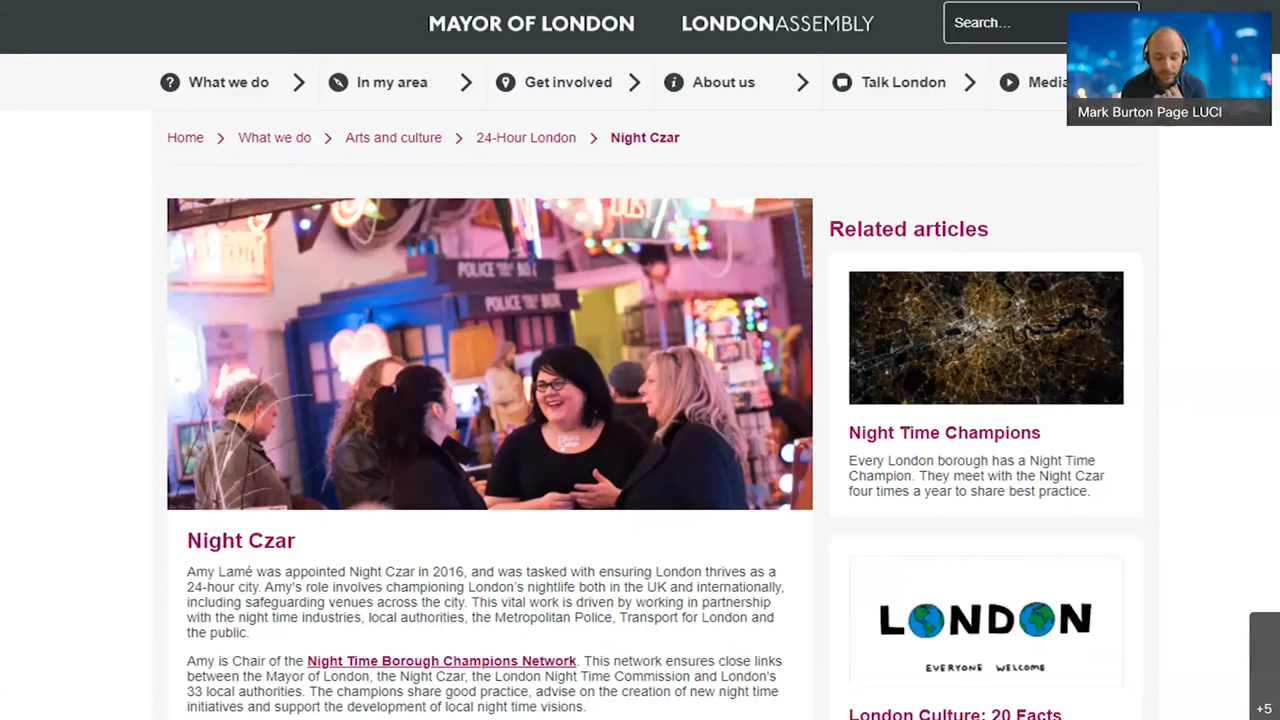 MAYOR OF LONDON
LONDONASSEMBLY
Search...
What we do
In my area
Get involved
About us
Talk London
Media
Mark Burton Page LUCI
Home > What we do > Arts and culture > 24-Hour London > Night Czar
POLICE BOX
POLICE BOX
Night Czar
Amy Lamé was appointed Night Czar in 2016, and was tasked with ensuring London thrives as a
24-hour city. Amy's role involves championing London's nightlife both in the UK and internationally,
including safeguarding venues across the city. This vital work is driven by working in partnership
with the night time industries, local authorities, the Metropolitan Police, Transport for London and
the public.
Amy is Chair of the Night Time Borough Champions Network. This network ensures close links
between the Mayor of London, the Night Czar, the London Night Time Commission and London's
33 local authorities. The champions share good practice, advise on the creation of new night time
initiatives and support the development of local night time visions.
Related articles
Night Time Champions
Every London borough has a Night Time
Champion. They meet with the Night Czar
four times a year to share best practice.
LONDON
EVERYONE WELCOME
London Culture: 20 Facts
+5